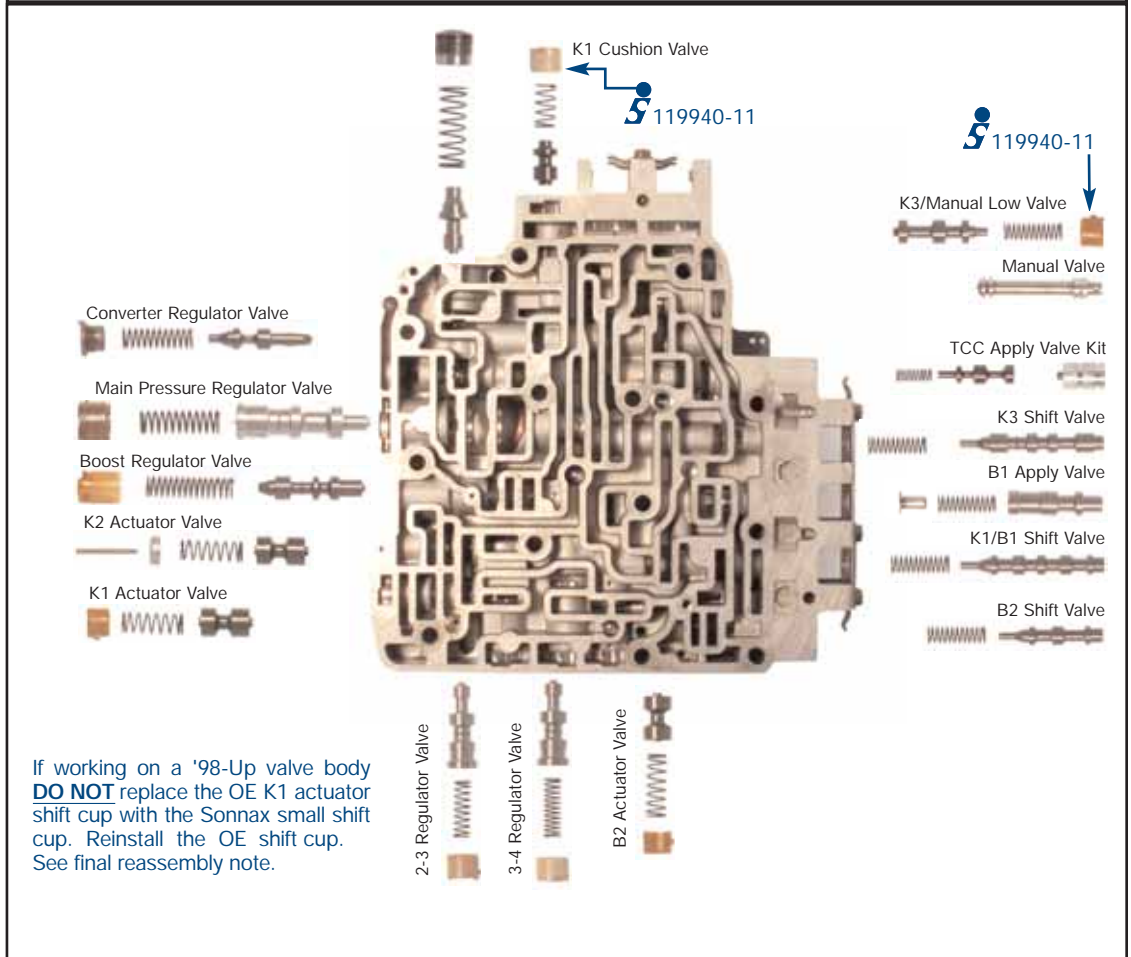 K1 Cushion Valve
119940-11
119940-11
K3/Manual Low Valve
Manual Valve
Converter Regulator Valve
TCC Apply Valve Kit
Main Pressure Regulator Valve
K3 Shift Valve
Boost Regulator Valve
B1 Apply Valve
K2 Actuator Valve
K1/B1 Shift Valve
K1 Actuator Valve
B2 Shift Valve
2-3 Regulator Valve
3-4 Regulator Valve
B2 Actuator Valve
If working on a '98-Up valve body
DO NOT replace the OE K1 actuator
shift cup with the Sonnax small shift
cup. Reinstall the OE shift cup.
See final reassembly note.